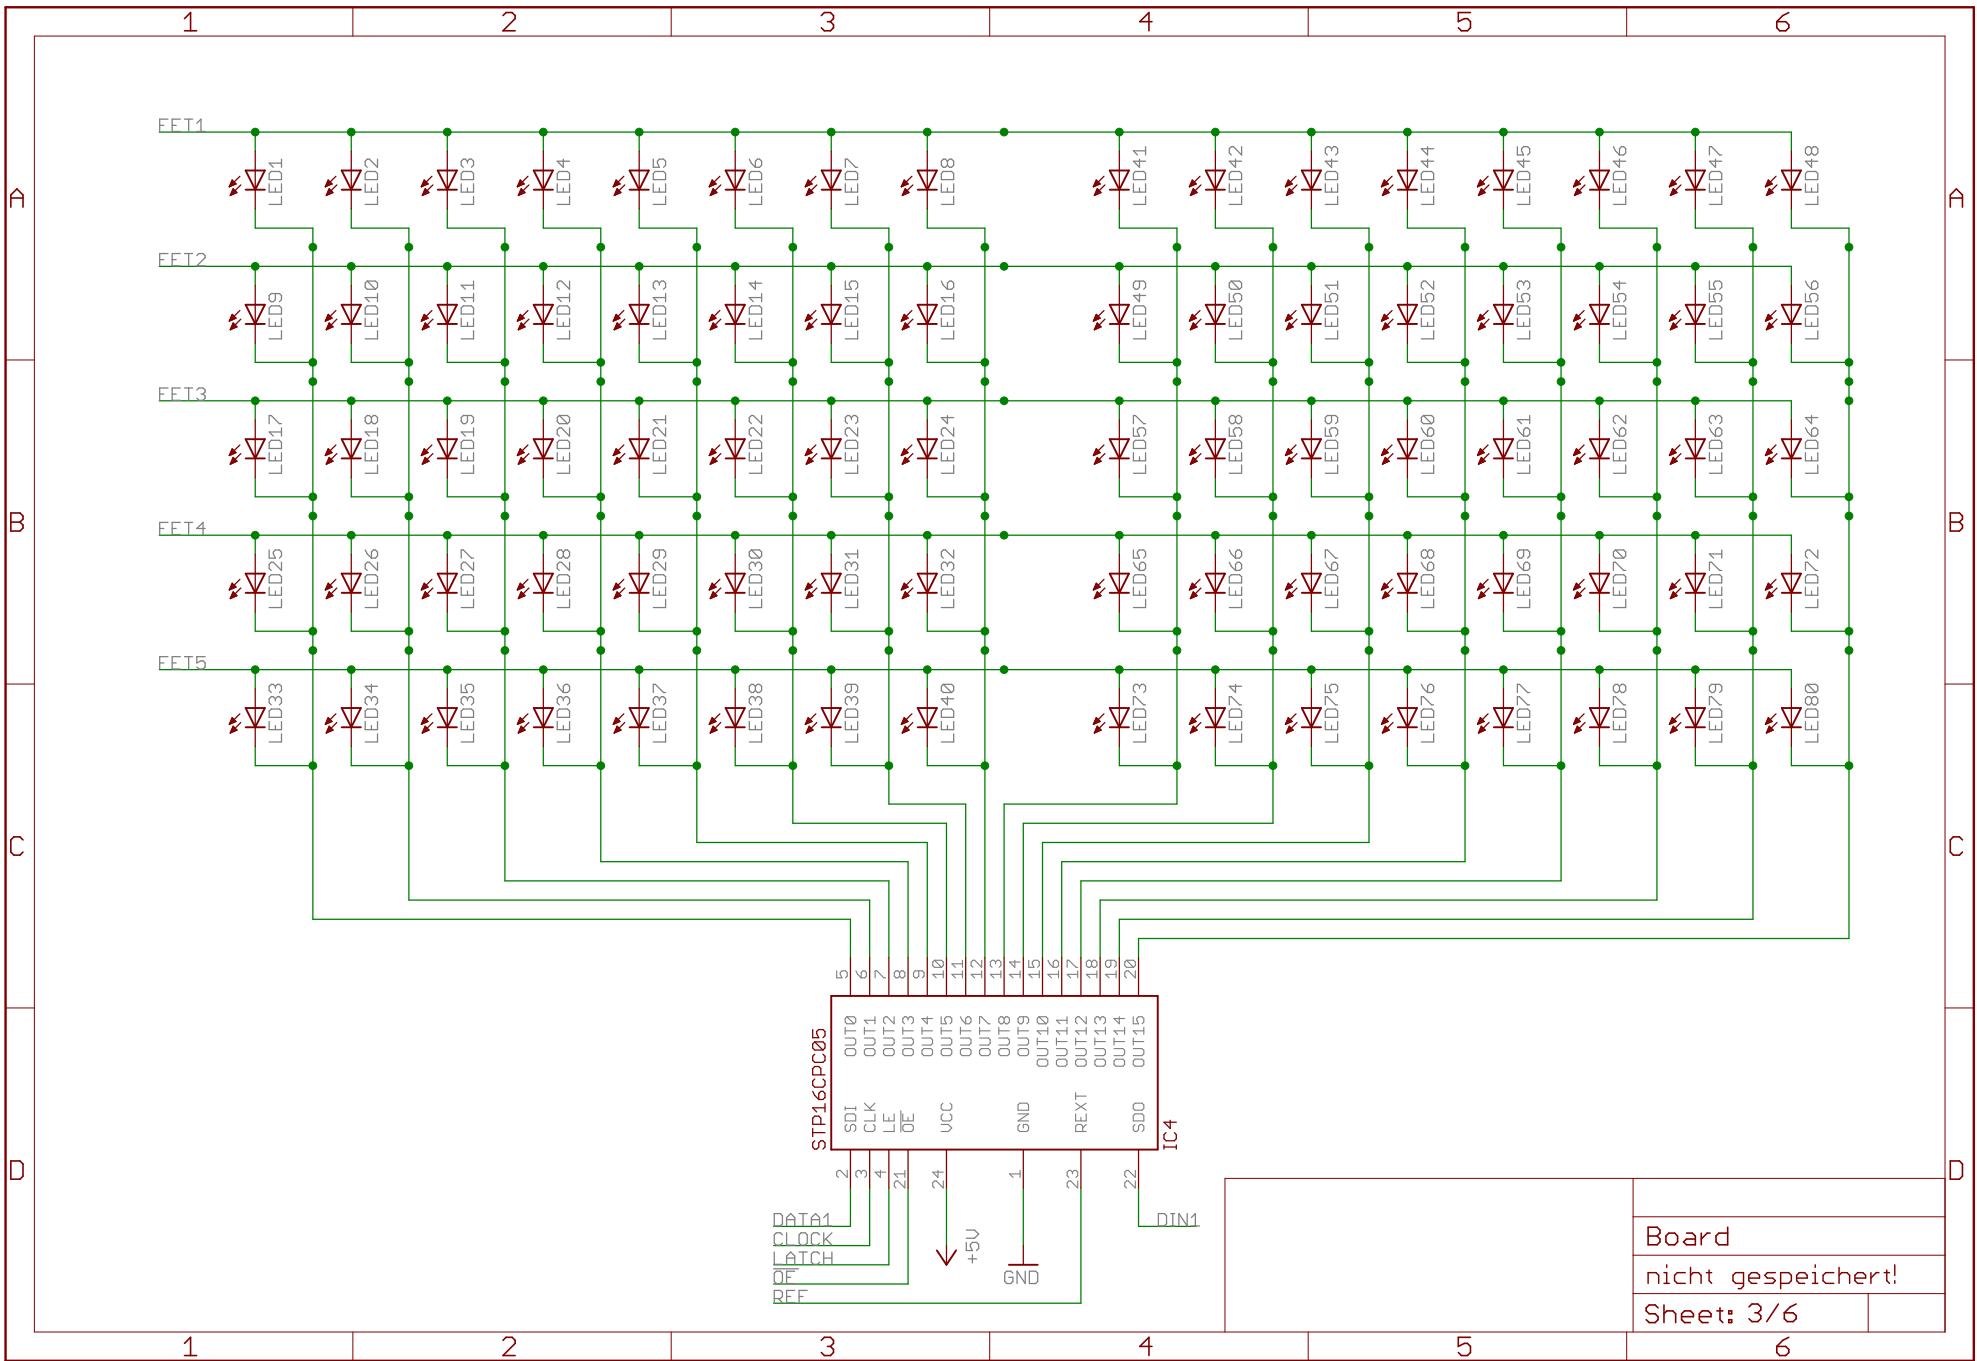 1 2 3 4 5 6
FET1
LED1 LED2 LED3 LED4 LED5 LED6 LED7 LED8 LED41 LED42 LED43 LED44 LED45 LED46 LED47 LED48
A A
FET2
LED9 LED10 LED11 LED12 LED13 LED14 LED15 LED16 LED49 LED50 LED51 LED52 LED53 LED54 LED55 LED56
FET3
LED17 LED18 LED19 LED20 LED21 LED22 LED23 LED24 LED57 LED58 LED59 LED60 LED61 LED62 LED63 LED64
B B
FET4
LED25 LED26 LED27 LED28 LED29 LED30 LED31 LED32 LED65 LED66 LED67 LED68 LED69 LED70 LED71 LED72
FET5
LED33 LED34 LED35 LED36 LED37 LED38 LED39 LED40 LED73 LED74 LED75 LED76 LED77 LED78 LED79 LED80
C C
5 6 7 8 9 10 11 12 13 14 15 16 17 18 19 20
OUT0 OUT1 OUT2 OUT3 OUT4 OUT5 OUT6 OUT7 OUT8 OUT9 OUT10 OUT11 OUT12 OUT13 OUT14 OUT15
STP16CPC05
SDI CLK LE OE VCC GND REXT SDO
IC4
D D
2 3 4 21 24 1 23 22
DATA1
CLOCK
LATCH
OE
REF
+5V
GND
DIN1
Board
nicht gespeichert!
Sheet: 3/6
1 2 3 4 5 6